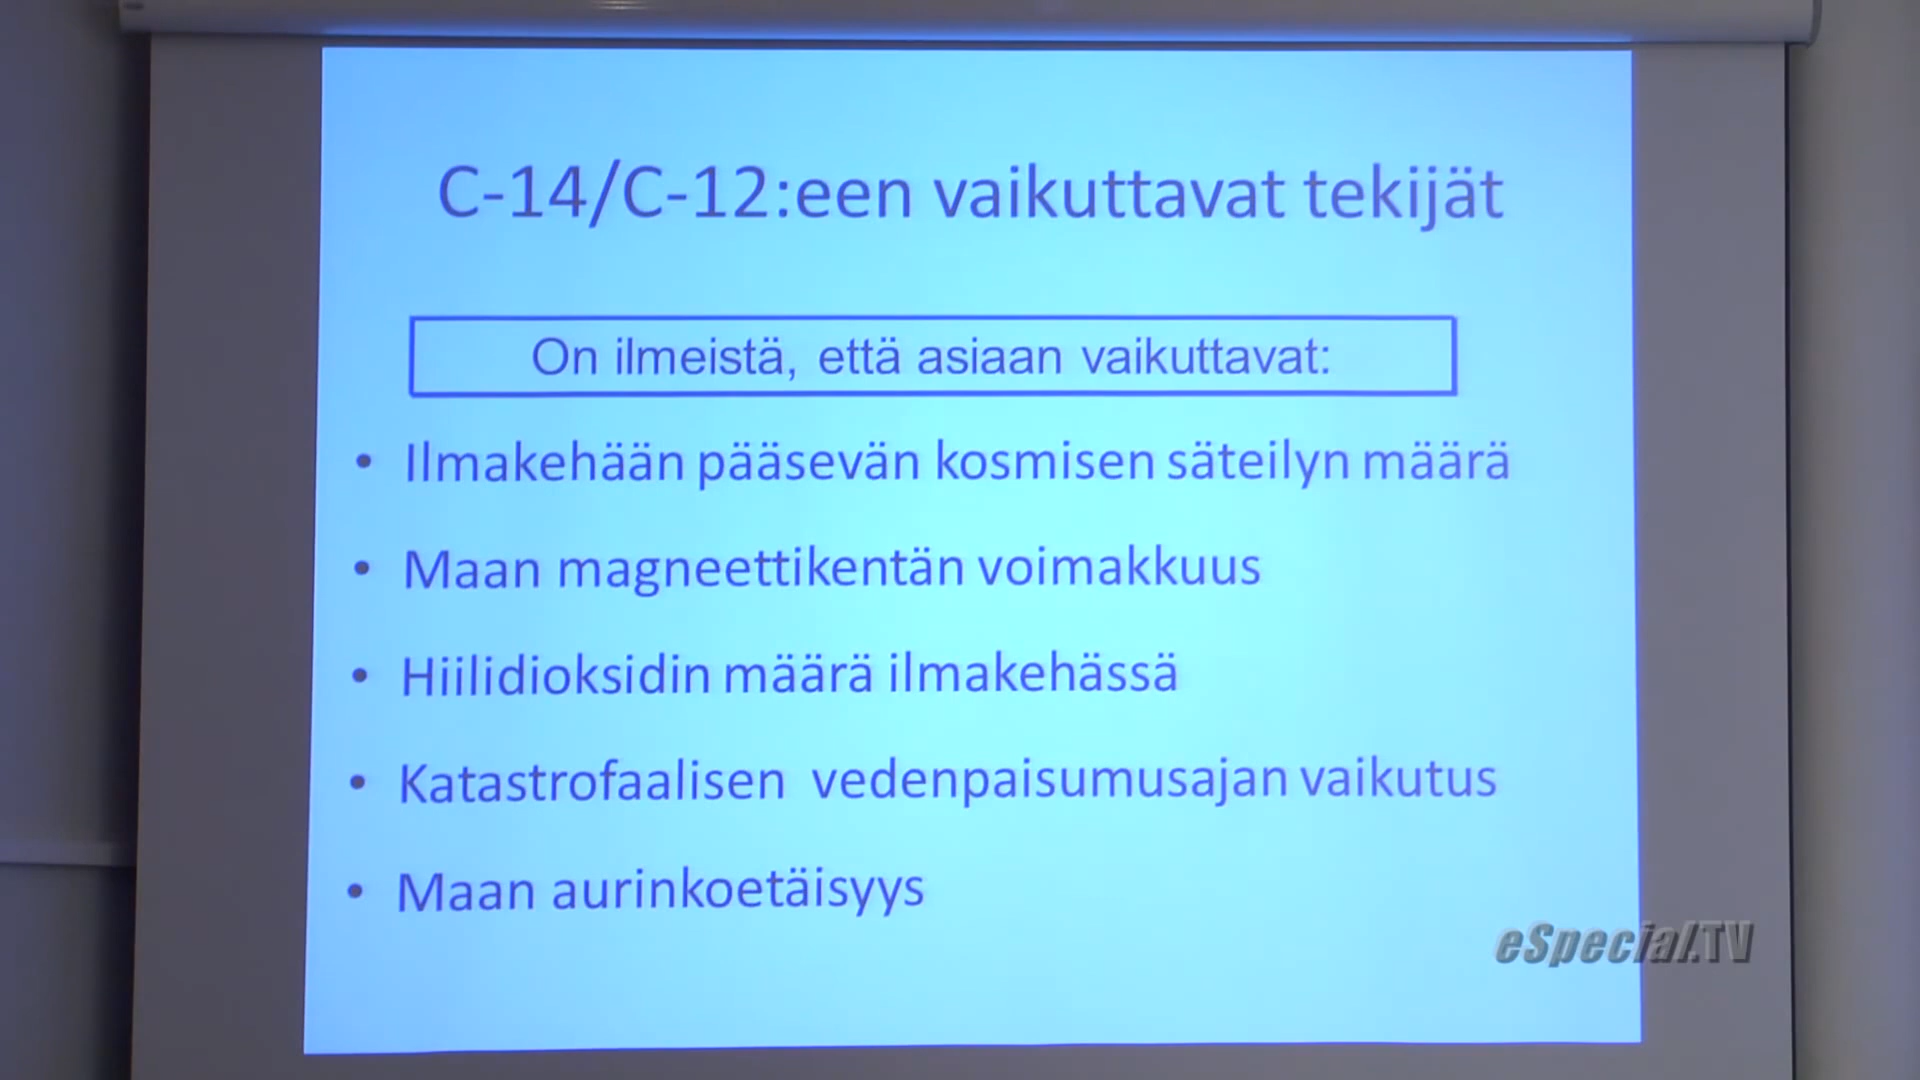 C-14/C-12:een vaikuttavat tekijät
On ilmeistä, että asiaan vaikuttavat:
• Ilmakehään pääsevän kosmisen säteilyn määrä
• Maan magneettikentän voimakkuus
• Hiilidioksidin määrä ilmakehässä
• Katastrofaalisen vedenpaisumusajan vaikutus
• Maan aurinkoetäisyys
eSpecial.TV